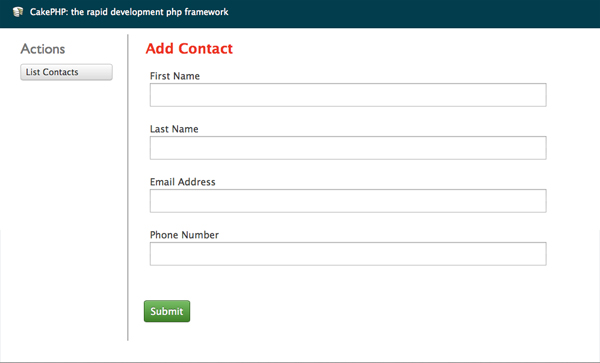 CakePHP: the rapid development php framework
Actions
List Contacts
Add Contact
First Name
Last Name
Email Address
Phone Number
Submit